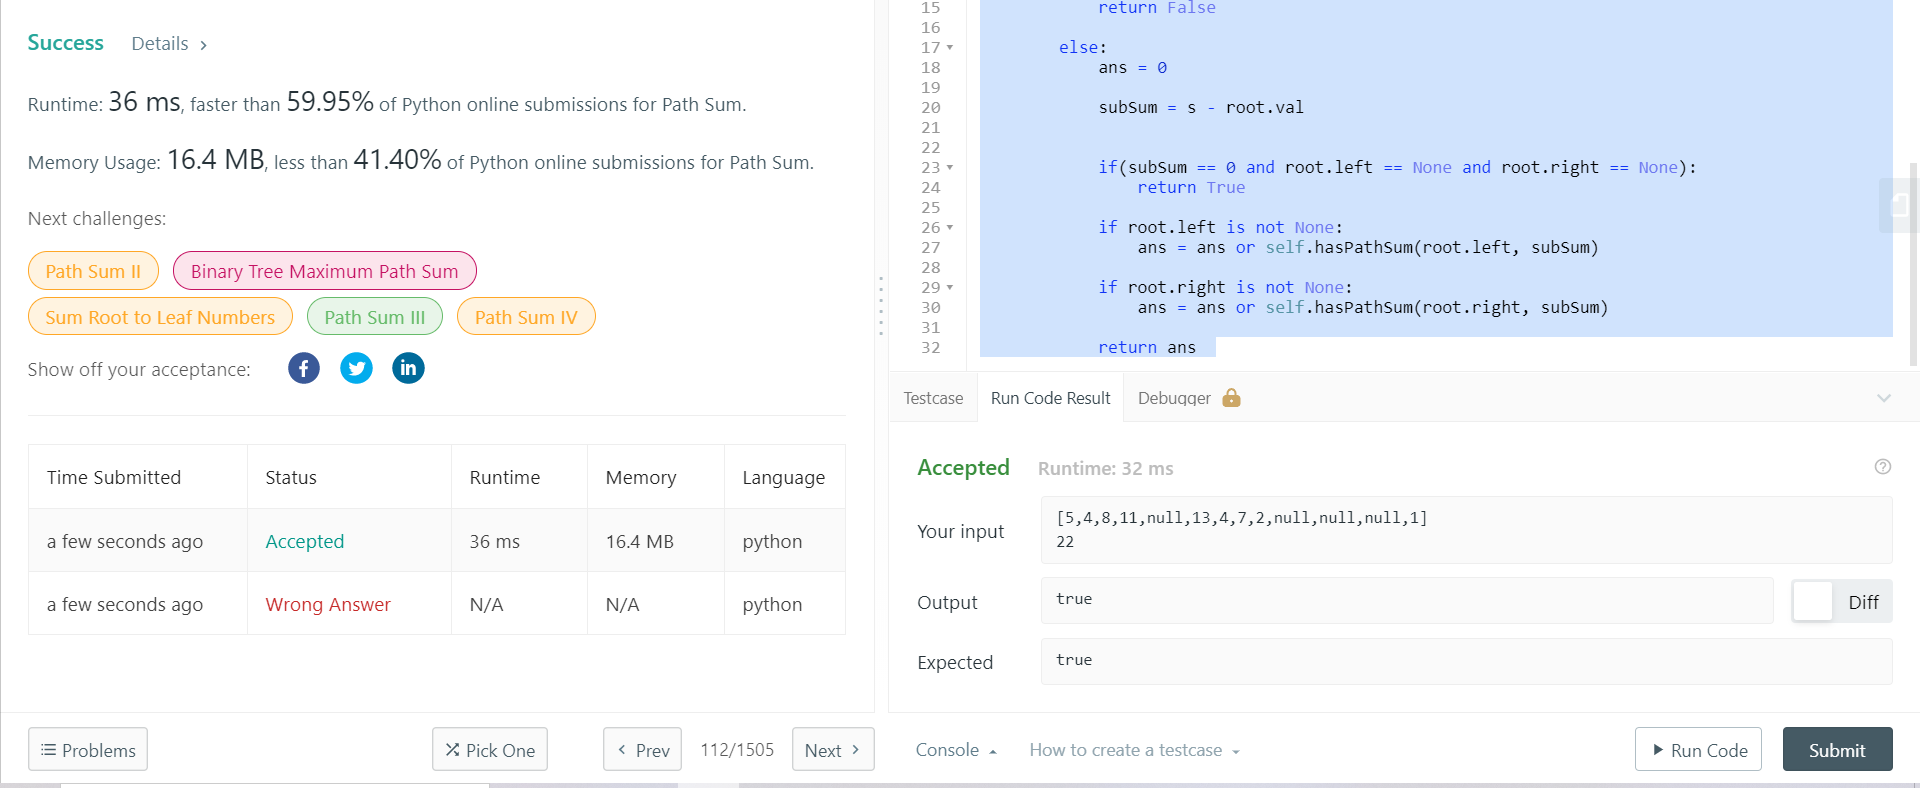 Success Details >
Runtime: 36 ms, faster than 59.95% of Python online submissions for Path Sum.
Memory Usage: 16.4 MB, less than 41.40% of Python online submissions for Path Sum.
Next challenges:
Path Sum II Binary Tree Maximum Path Sum
Sum Root to Leaf Numbers Path Sum III Path Sum IV
Show off your acceptance: f in
Time Submitted Status Runtime Memory Language
a few seconds ago Accepted 36 ms 16.4 MB python
a few seconds ago Wrong Answer N/A N/A python
Problems Pick One < Prev 112/1505 Next >
15 return False
16
17 else:
18 ans = 0
19
20 subSum = s - root.val
21
22
23 if(subSum == 0 and root.left == None and root.right == None):
24 return True
25
26 if root.left is not None:
27 ans = ans or self.hasPathSum(root.left, subSum)
28
29 if root.right is not None:
30 ans = ans or self.hasPathSum(root.right, subSum)
31
32 return ans
Testcase Run Code Result Debugger
Accepted Runtime: 32 ms ?
Your input [5,4,8,11,null,13,4,7,2,null,null,null,1]
22
Output true Diff
Expected true
Console How to create a testcase Run Code Submit